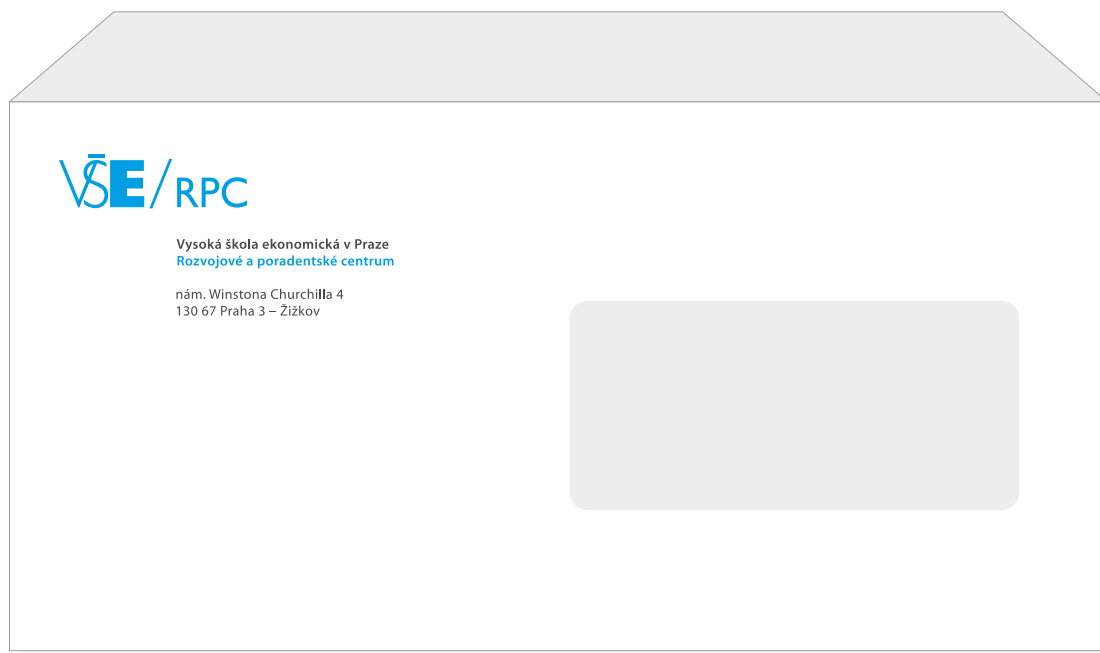 VŠE/RPC
Vysoká škola ekonomická v Praze
Rozvojové a poradentské centrum
nám. Winstona Churchilla 4
130 67 Praha 3 – Žižkov